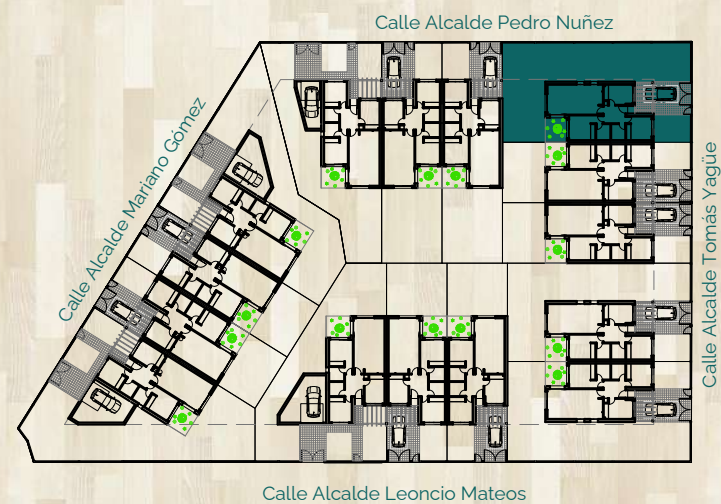 Calle Alcalde Pedro Nuñez
Calle Alcalde Mariano Gómez
Calle Alcalde Tomás Yagüe
Calle Alcalde Leoncio Mateos